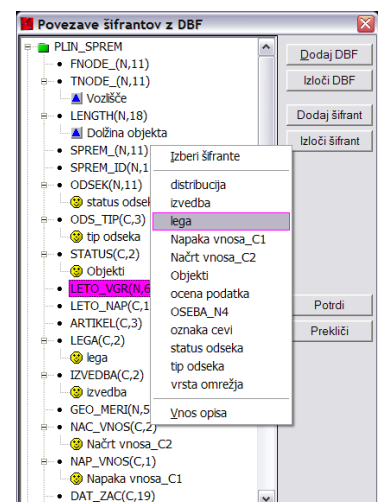 Povezave šifrantov z DBF
PLIN_SPREM
FNODE_(N,11)
TNODE_(N,11)
Vozlišče
LENGTH(N,18)
Dolžina objekta
SPREM_(N,11)
SPREM_ID(N,1
ODSEK(N,11)
status odsek
ODS_TIP(C,3)
tip odseka
STATUS(C,2)
Objekti
LETO_VGR(N,6
LETO_NAP(C,1
ARTIKEL(C,3)
LEGA(C,2)
lega
IZVEDBA(C,2)
izvedba
GEO_MERI(N,5
NAC_VNOS(C,2)
Načrt vnosa_C2
NAP_VNOS(C,1)
Napaka vnosa_C1
DAT_ZAC(C,19)
Izberi šifrante
distribucija
izvedba
lega
Napaka vnosa_C1
Načrt vnosa_C2
Objekti
ocena podatka
OSEBA_N4
oznaka cevi
status odseka
tip odseka
vrsta omrežja
Vnos opisa
Dodaj DBF
Izloči DBF
Dodaj šifrant
Izloči šifrant
Potrdi
Prekliči